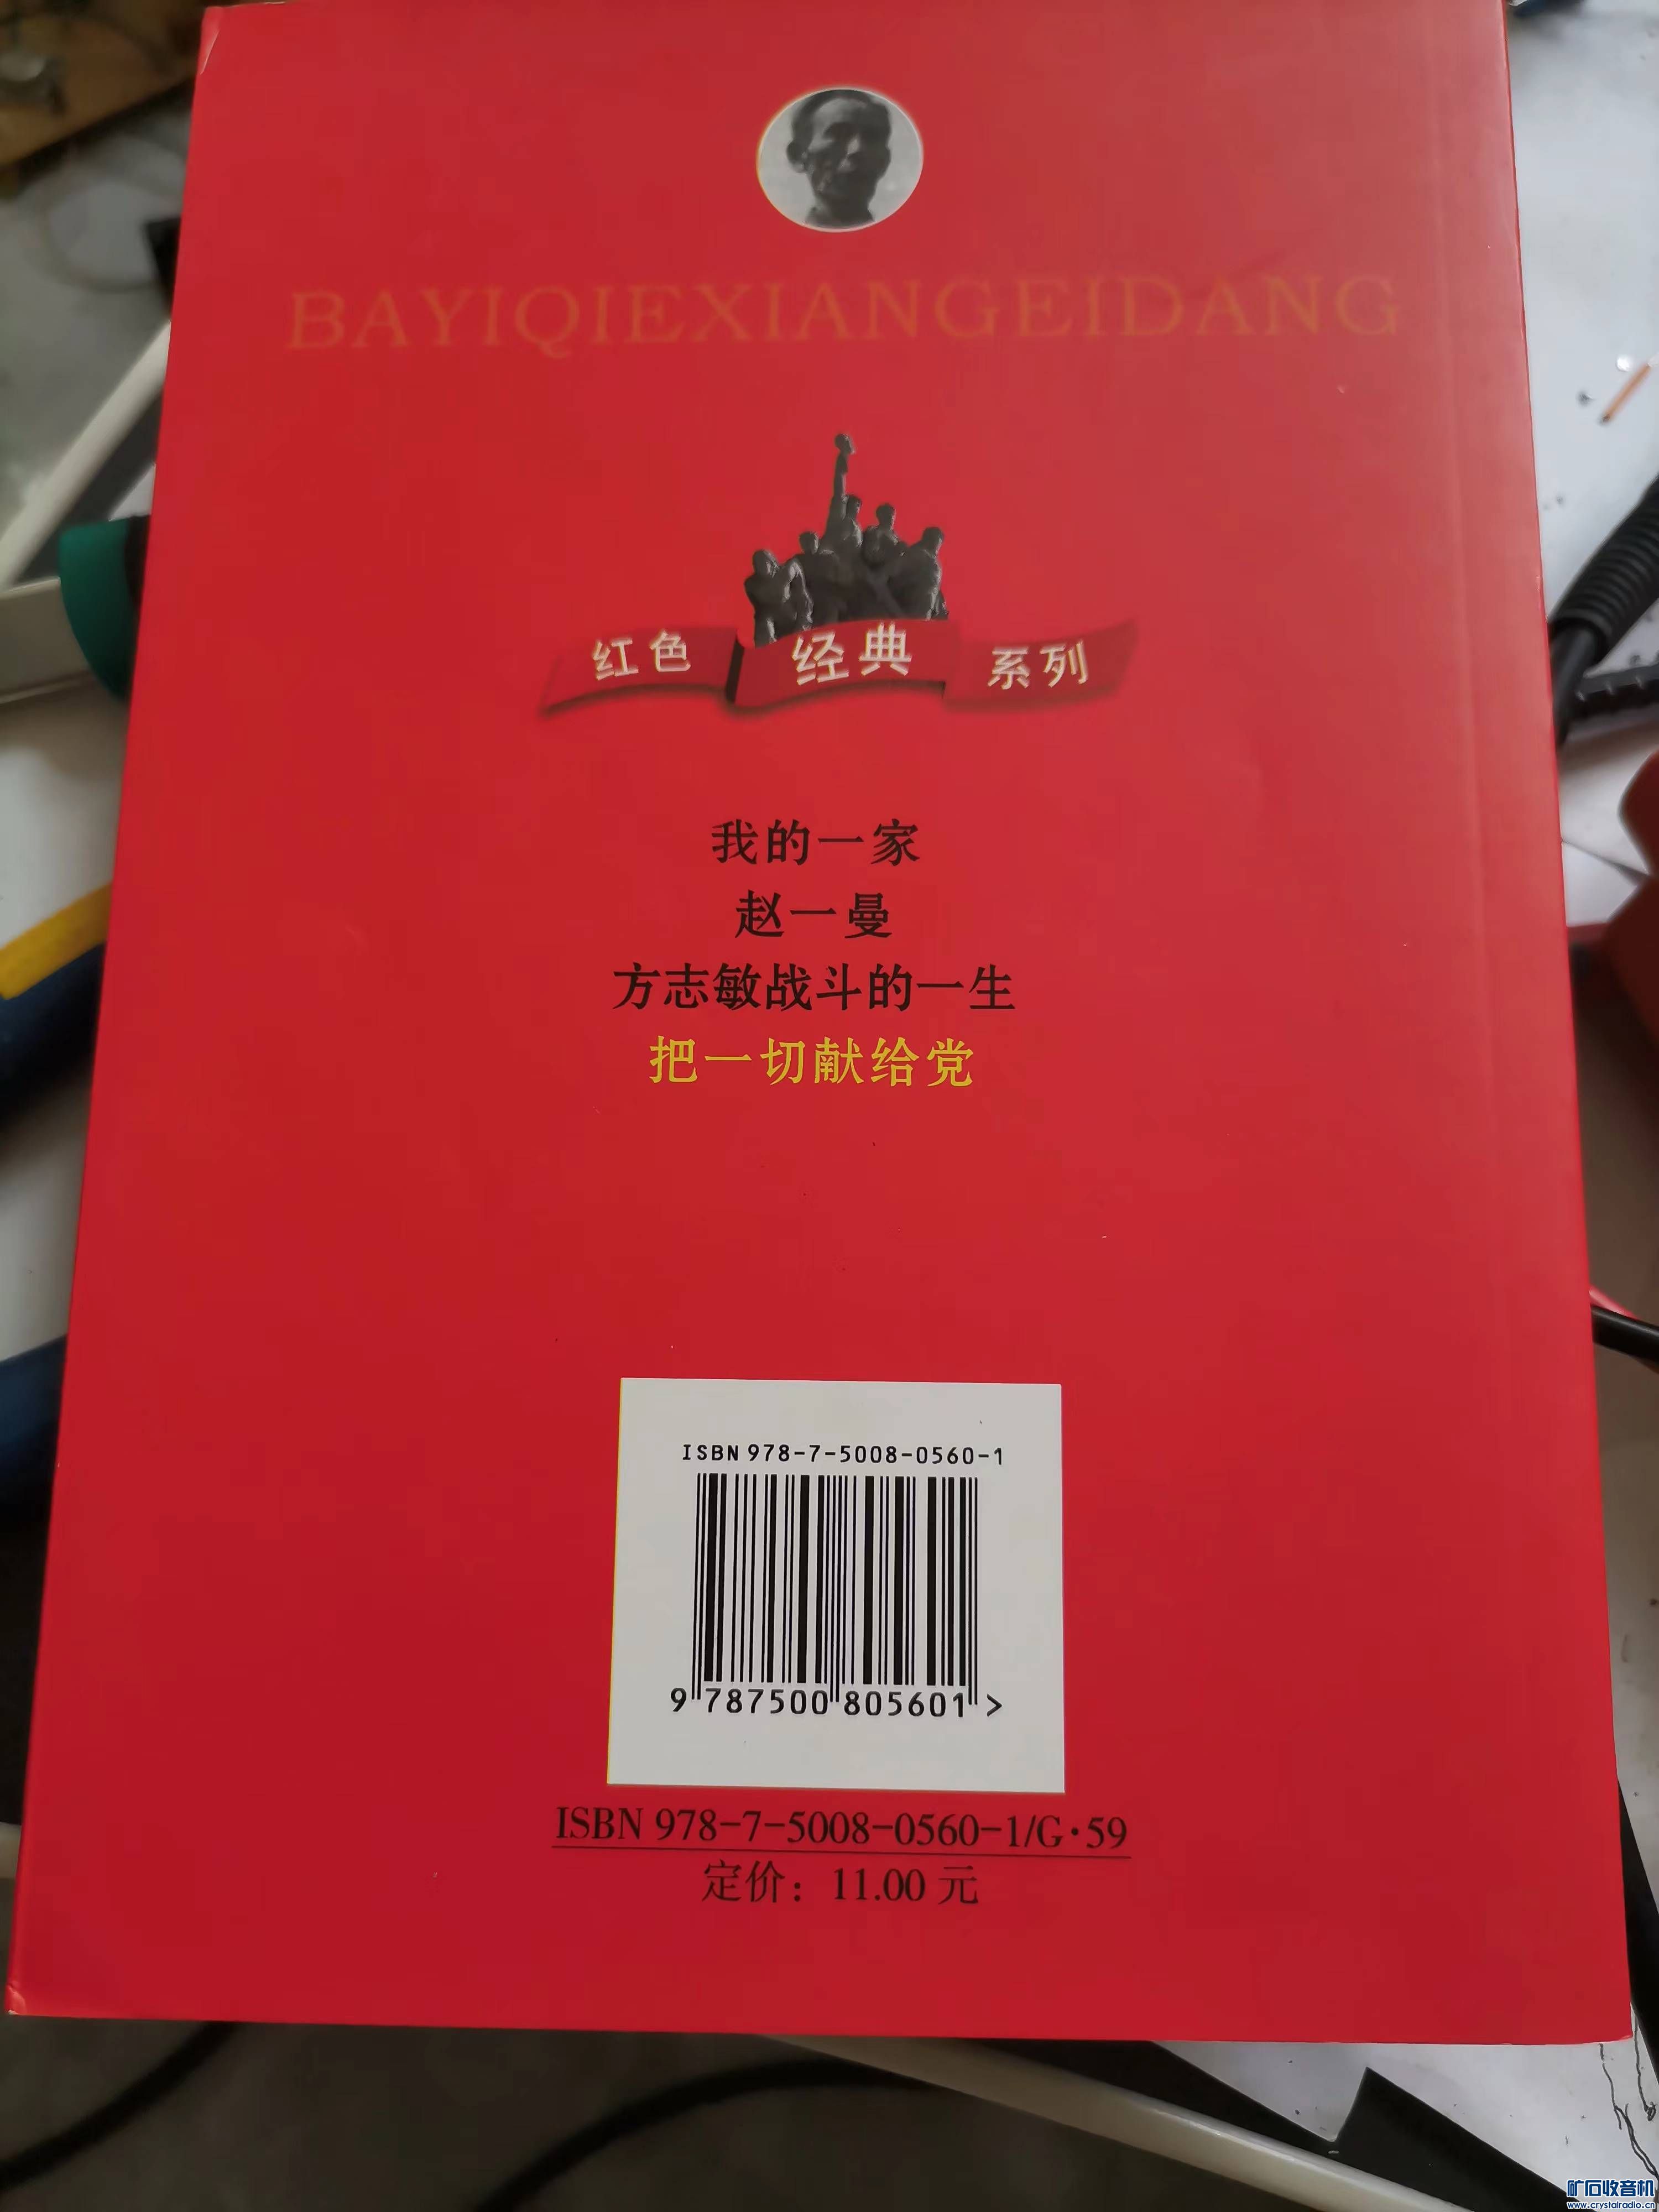 BAYIQIEXIANGEIDANG
红色 经典 系列
我的一家
赵一曼
方志敏战斗的一生
把一切献给党
ISBN 978-7-5008-0560-1
9 787500 805601 >
ISBN 978-7-5008-0560-1/G·59
定价：11.00 元
矿石收音机
www.crystalradio.cn